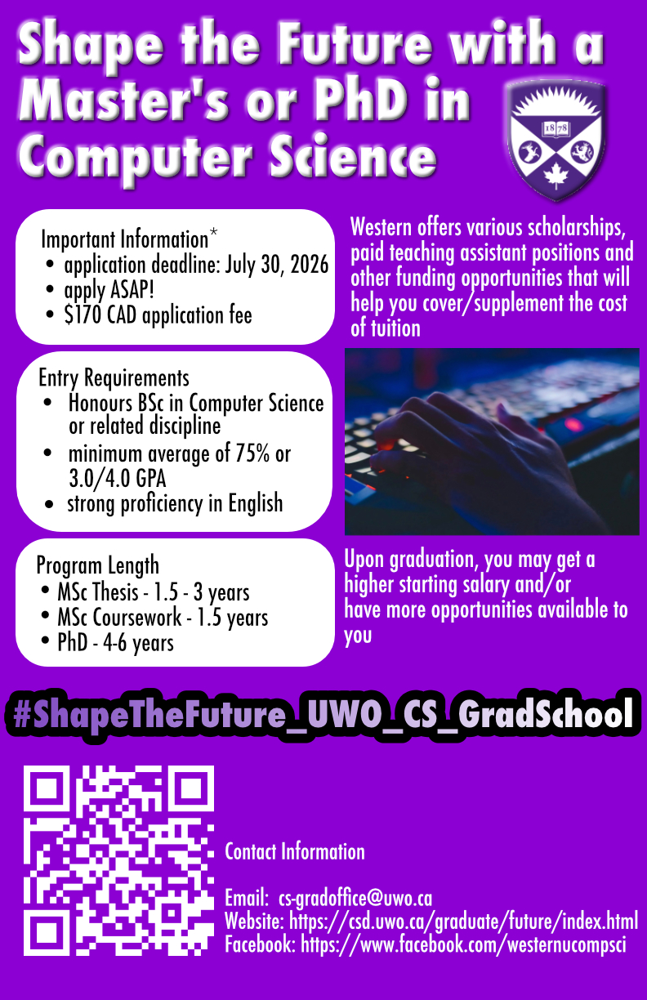 Shape the Future with a
Master's or PhD in
Computer Science
1878
Important Information*
• application deadline: July 30, 2026
• apply ASAP!
• $170 CAD application fee
Western offers various scholarships,
paid teaching assistant positions and
other funding opportunities that will
help you cover/supplement the cost
of tuition
Entry Requirements
• Honours BSc in Computer Science
or related discipline
• minimum average of 75% or
3.0/4.0 GPA
• strong proficiency in English
Program Length
• MSc Thesis - 1.5 - 3 years
• MSc Coursework - 1.5 years
• PhD - 4-6 years
Upon graduation, you may get a
higher starting salary and/or
have more opportunities available to
you
#ShapeTheFuture_UWO_CS_GradSchool
Contact Information
Email: cs-gradoffice@uwo.ca
Website: https://csd.uwo.ca/graduate/future/index.html
Facebook: https://www.facebook.com/westernucompsci